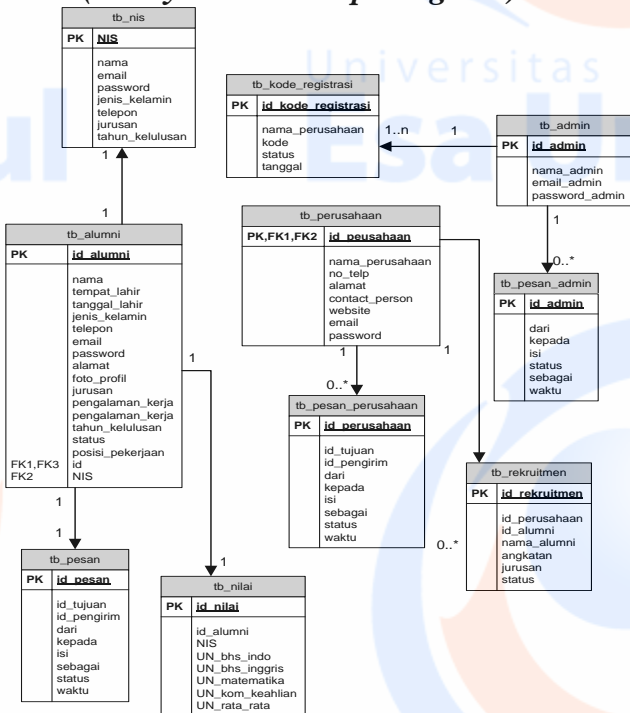 tb_nis
PK NIS
nama
email
password
jenis_kelamin
telepon
jurusan
tahun_kelulusan
1
1
Universitas
Esa Un
ul
tb_kode_registrasi
PK id_kode_registrasi
nama_perusahaan
kode
status
tanggal
1..n
1
tb_admin
PK id_admin
nama_admin
email_admin
password_admin
1
0..*
tb_pesan_admin
PK id_admin
dari
kepada
isi
status
sebagai
waktu
tb_alumni
PK id_alumni
nama
tempat_lahir
tanggal_lahir
jenis_kelamin
telepon
email
password
alamat
foto_profil
jurusan
pengalaman_kerja
pengalaman_kerja
tahun_kelulusan
status
posisi_pekerjaan
FK1,FK3 id
FK2 NIS
1
1
1
1
tb_perusahaan
PK,FK1,FK2 id_peusahaan
nama_perusahaan
no_telp
alamat
contact_person
website
email
password
1
1
0..*
0..*
tb_pesan_perusahaan
PK id_perusahaan
id_tujuan
id_pengirim
dari
kepada
isi
sebagai
status
waktu
tb_rekruitmen
PK id_rekruitmen
id_perusahaan
id_alumni
nama_alumni
angkatan
jurusan
status
tb_pesan
PK id_pesan
id_tujuan
id_pengirim
dari
kepada
isi
sebagai
status
waktu
tb_nilai
PK id_nilai
id_alumni
NIS
UN_bhs_indo
UN_bhs_inggris
UN_matematika
UN_kom_keahlian
UN_rata_rata